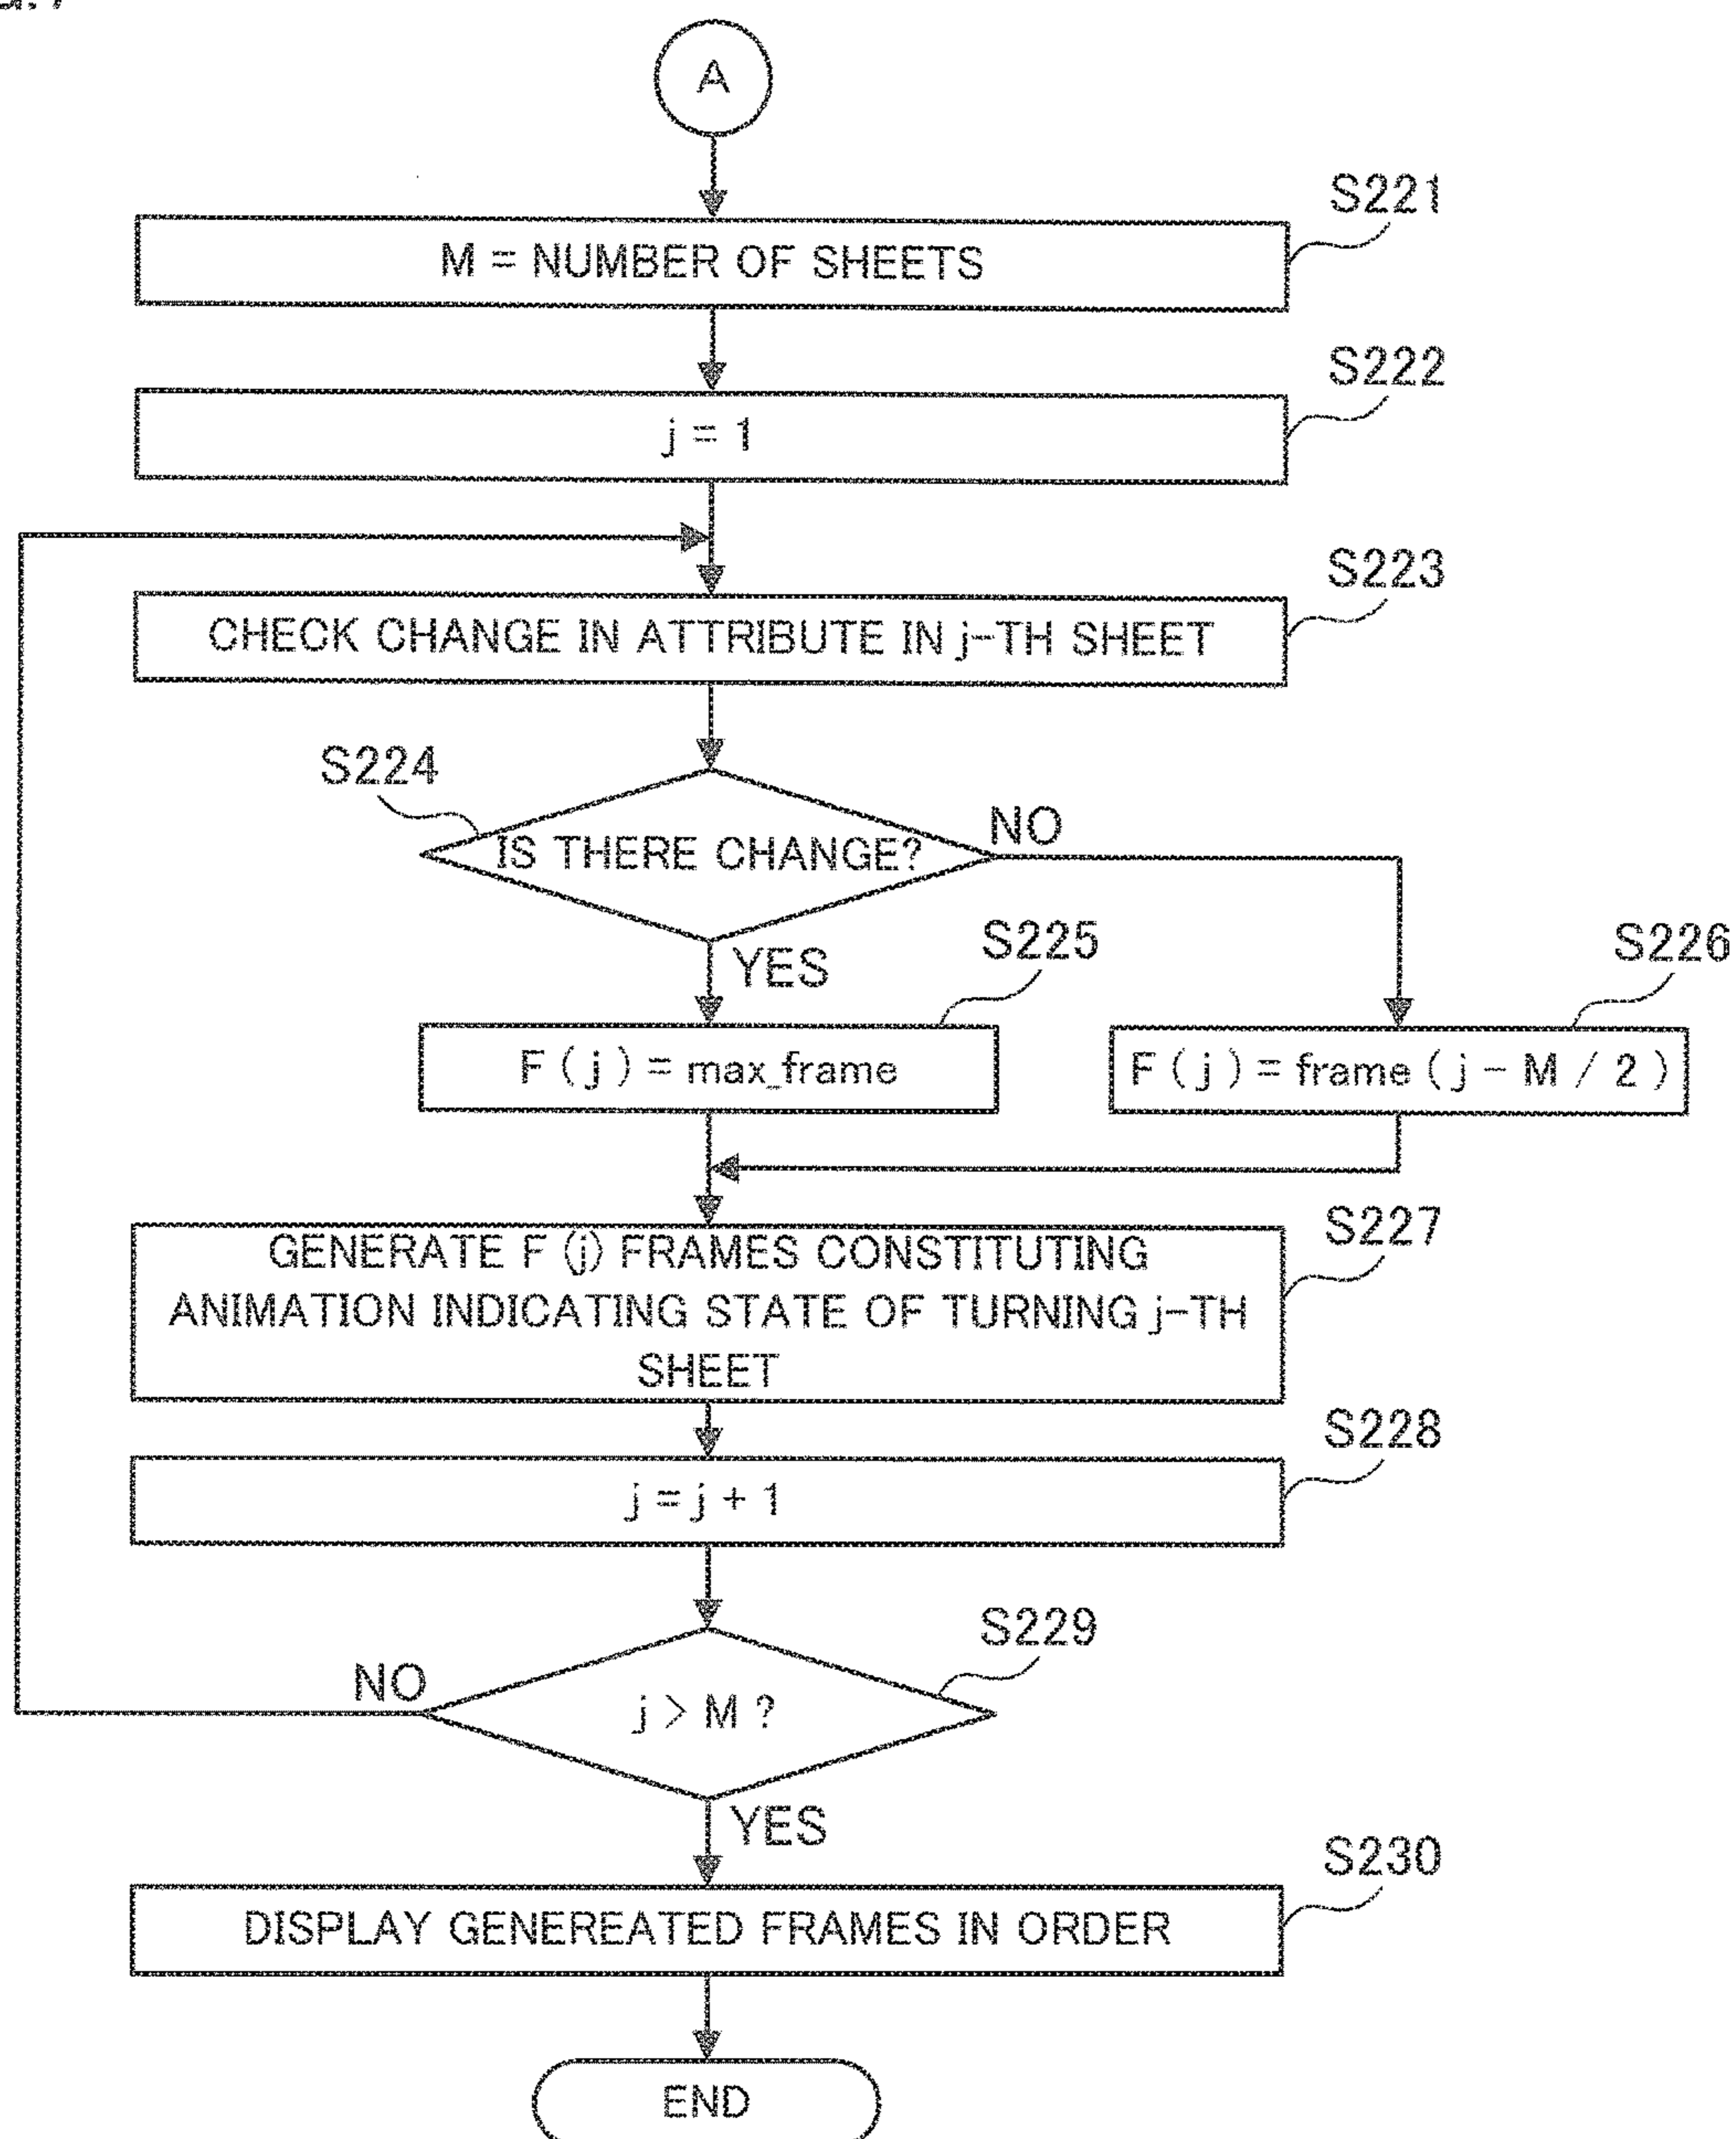 A
S221
M = NUMBER OF SHEETS
S222
j = 1
S223
CHECK CHANGE IN ATTRIBUTE IN j-TH SHEET
S224
IS THERE CHANGE?
NO
YES
S225
S226
F ( j ) = max_frame
F ( j ) = frame ( j - M / 2 )
S227
GENERATE F (j) FRAMES CONSTITUTING
ANIMATION INDICATING STATE OF TURNING j-TH
SHEET
S228
j = j + 1
S229
NO
j > M ?
YES
S230
DISPLAY GENEREATED FRAMES IN ORDER
END